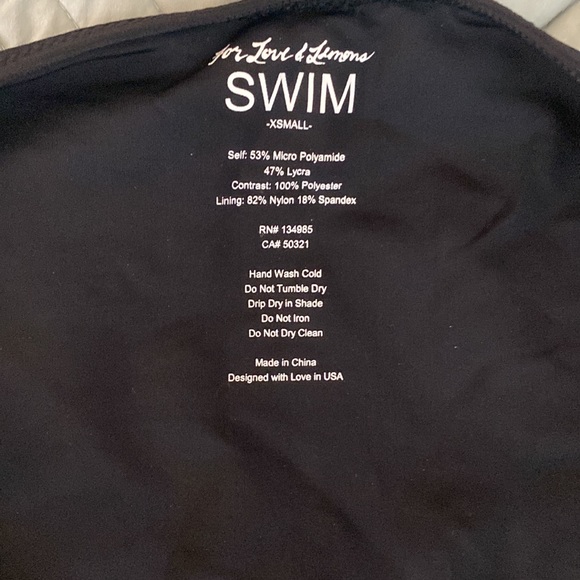 for Love & Lemons
SWIM
-XSMALL-
Self: 53% Micro Polyamide
47% Lycra
Contrast: 100% Polyester
Lining: 82% Nylon 18% Spandex
RN# 134985
CA# 50321
Hand Wash Cold
Do Not Tumble Dry
Drip Dry in Shade
Do Not Iron
Do Not Dry Clean
Made in China
Designed with Love in USA